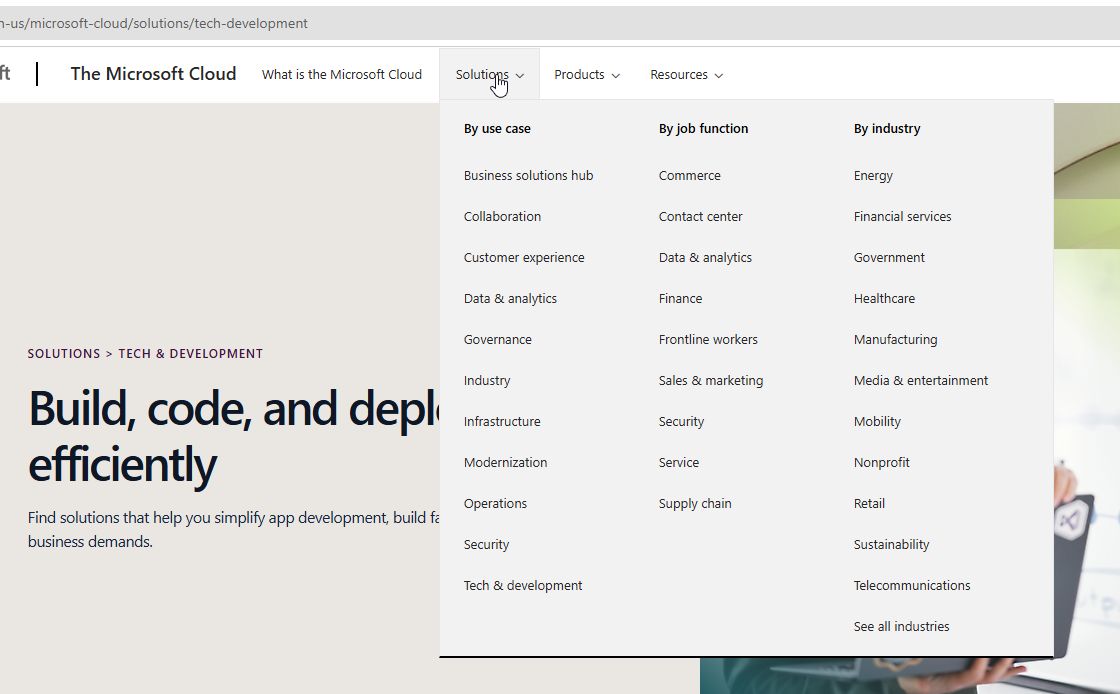 n-us/microsoft-cloud/solutions/tech-development
ft
The Microsoft Cloud
What is the Microsoft Cloud
Solutions
Products
Resources
By use case
Business solutions hub
Collaboration
Customer experience
Data & analytics
Governance
Industry
Infrastructure
Modernization
Operations
Security
Tech & development
By job function
Commerce
Contact center
Data & analytics
Finance
Frontline workers
Sales & marketing
Security
Service
Supply chain
By industry
Energy
Financial services
Government
Healthcare
Manufacturing
Media & entertainment
Mobility
Nonprofit
Retail
Sustainability
Telecommunications
See all industries
SOLUTIONS > TECH & DEVELOPMENT
Build, code, and deplo
efficiently
Find solutions that help you simplify app development, build fa
business demands.